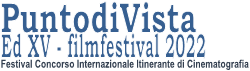 PuntodiVista
Ed XV - filmfestival 2022
Festival Concorso Internazionale Itinerante di Cinematografia